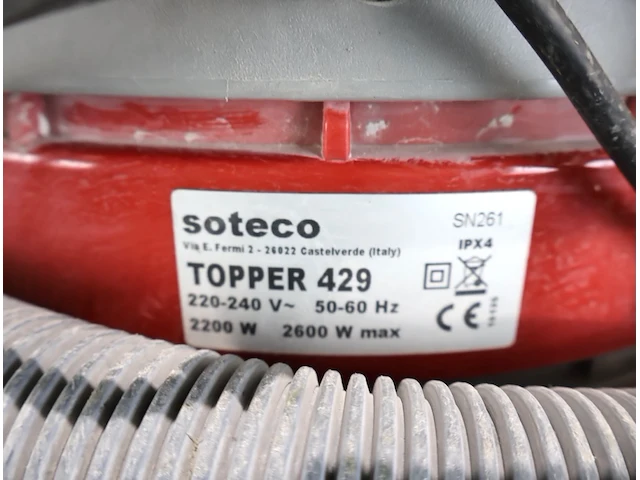 soteco
SN261
Via E. Fermi 2 - 26022 Castelverde (Italy)
IPX4
TOPPER 429
220-240 V~ 50-60 Hz
2200 W 2600 W max
CE